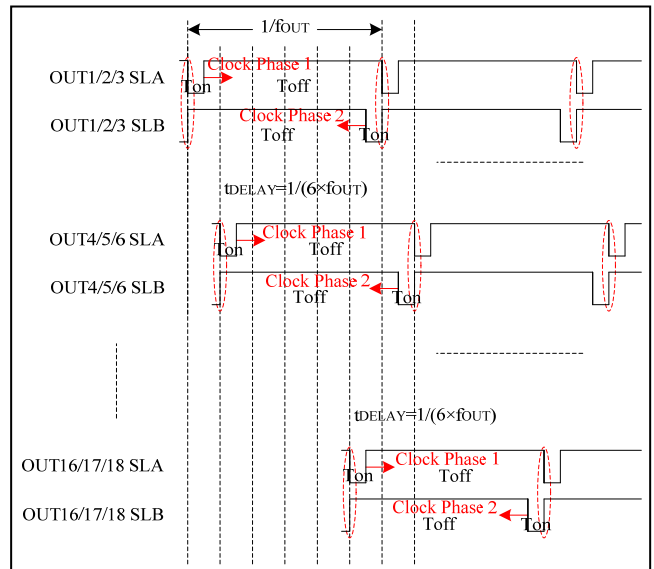 1/fOUT
OUT1/2/3 SLA
Clock Phase 1
Ton
Toff
OUT1/2/3 SLB
Clock Phase 2
Toff
Ton
tDELAY=1/(6×fOUT)
OUT4/5/6 SLA
Clock Phase 1
Ton
Toff
OUT4/5/6 SLB
Clock Phase 2
Toff
Ton
tDELAY=1/(6×fOUT)
OUT16/17/18 SLA
Clock Phase 1
Ton
Toff
OUT16/17/18 SLB
Clock Phase 2
Toff
Ton